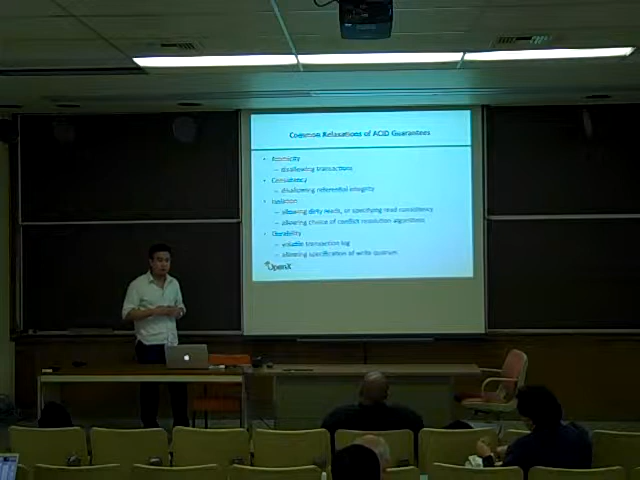 Common Relaxations of ACID Guarantees
• Atomicity
– disallowing transactions
• Consistency
– disallowing referential integrity
• Isolation
– allowing dirty reads, or specifying read consistency
– allowing choice of conflict resolution algorithms
• Durability
– volatile transaction log
– allowing specification of write quorum
OpenX